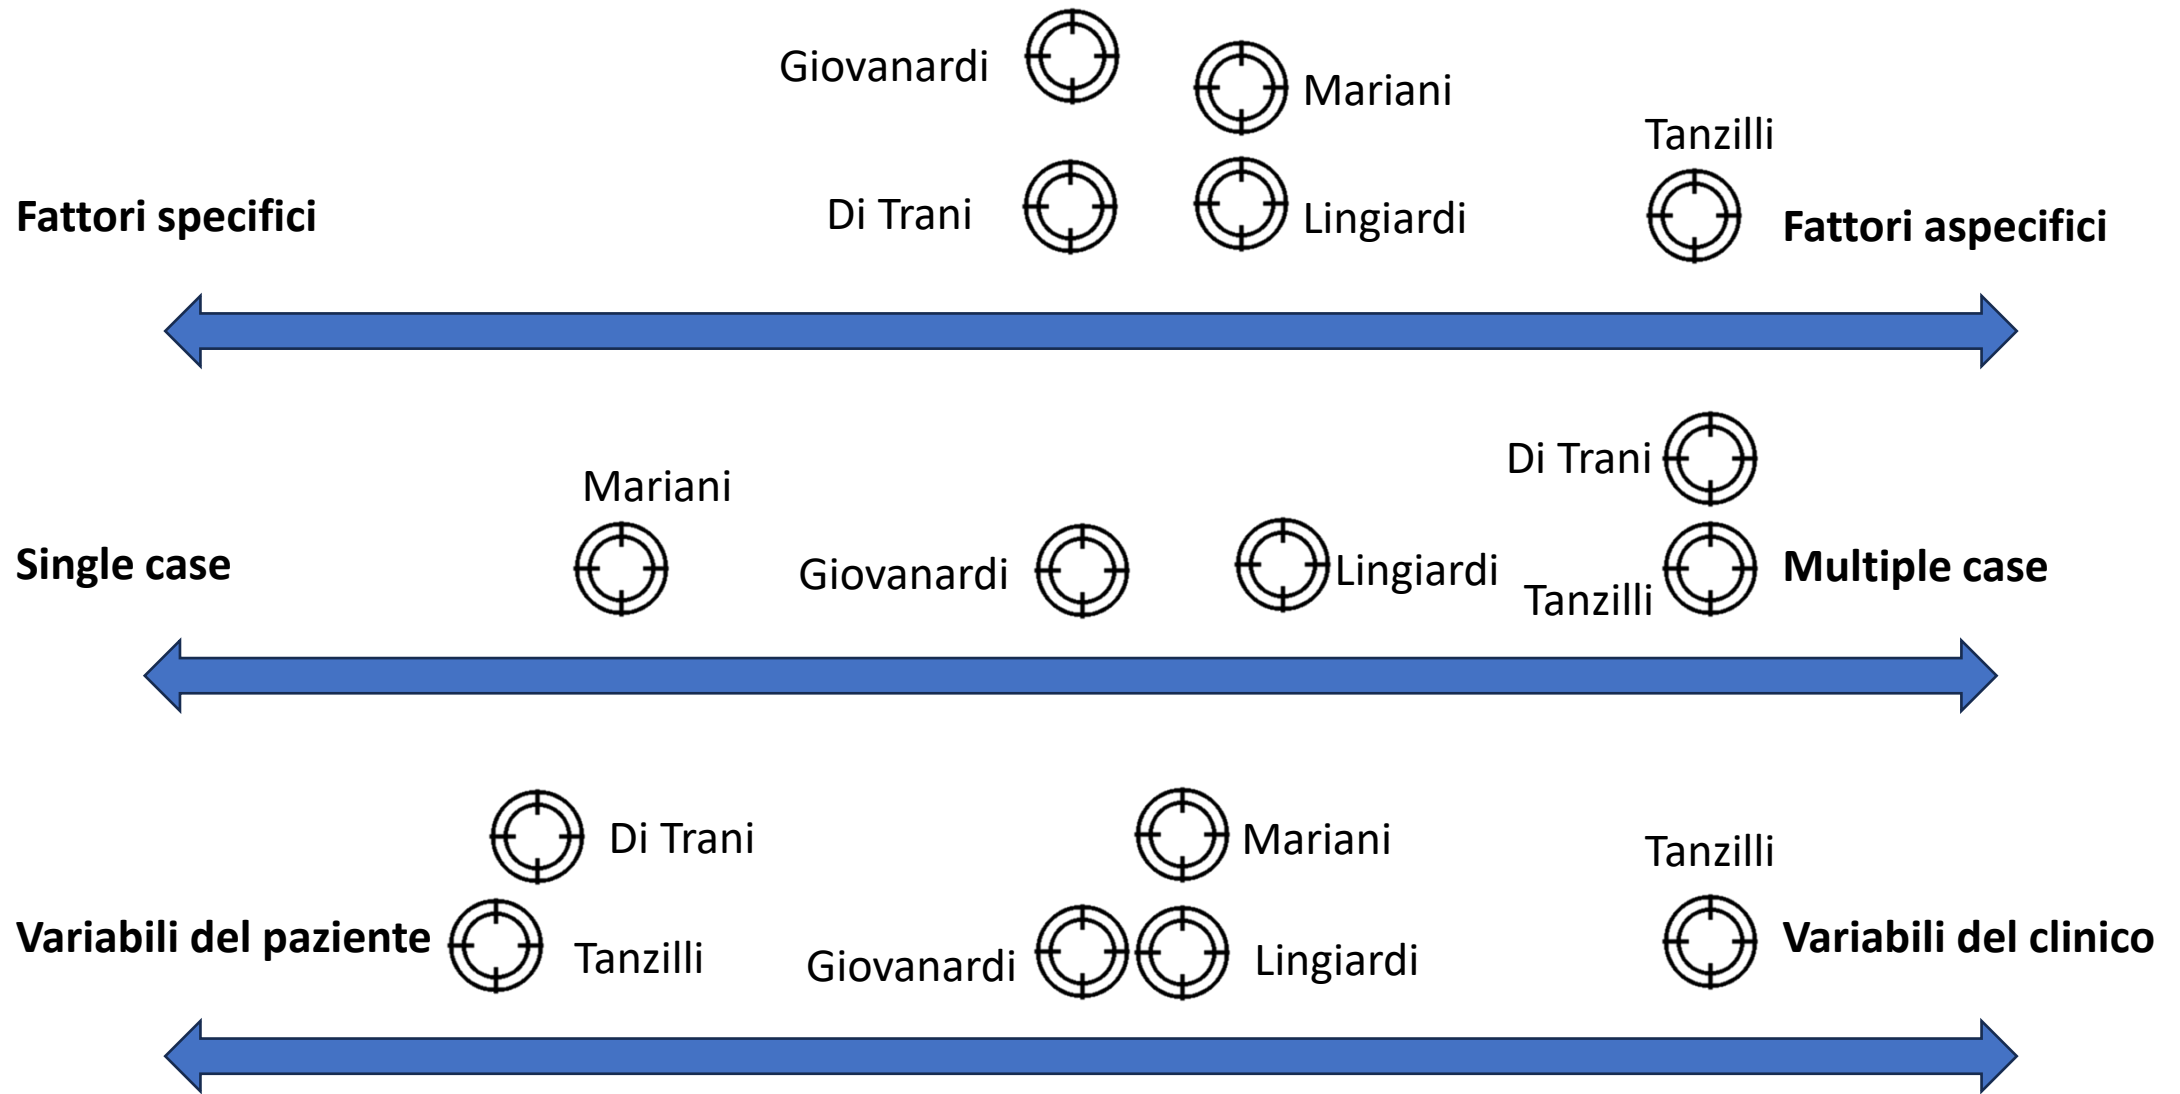 Giovanardi
Mariani
Tanzilli
Di Trani
Lingiardi
Fattori specifici
Fattori aspecifici
Di Trani
Mariani
Single case
Giovanardi
Lingiardi
Tanzilli
Multiple case
Di Trani
Mariani
Tanzilli
Variabili del paziente
Tanzilli
Giovanardi
Lingiardi
Variabili del clinico